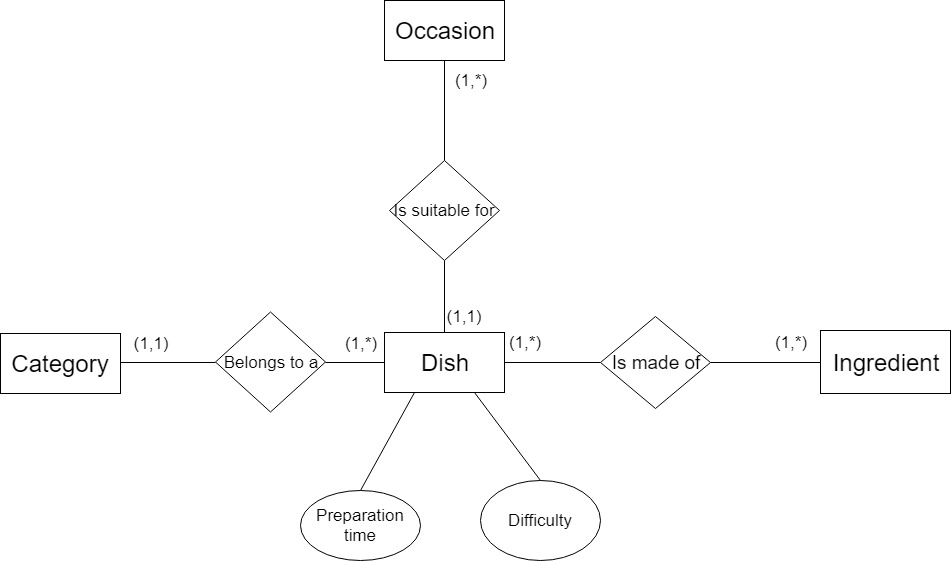 Occasion
(1,*)
Is suitable for
(1,1)
Category
(1,1)
Belongs to a
(1,*)
Dish
(1,*)
Is made of
(1,*)
Ingredient
Preparation
time
Difficulty